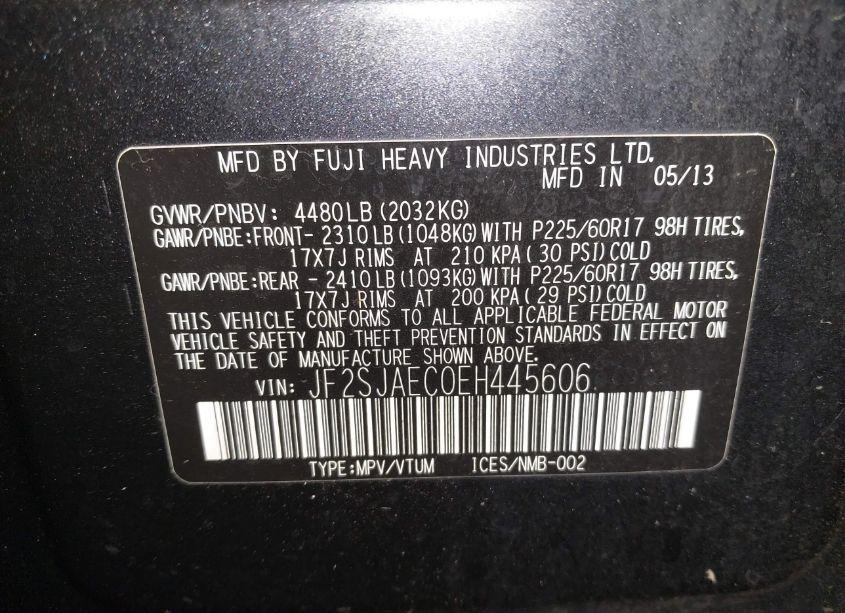 MFD BY FUJI HEAVY INDUSTRIES LTD.
MFD IN 05/13
GVWR/PNBV: 4480LB (2032KG)
GAWR/PNBE:FRONT- 2310LB (1048KG)WITH P225/60R17 98H TIRES,
17X7J RIMS AT 210 KPA ( 30 PSI)COLD
GAWR/PNBE:REAR - 2410LB (1093KG)WITH P225/60R17 98H TIRES,
17X7J RIMS AT 200 KPA ( 29 PSI)COLD
THIS VEHICLE CONFORMS TO ALL APPLICABLE FEDERAL MOTOR
VEHICLE SAFETY AND THEFT PREVENTION STANDARDS IN EFFECT ON
THE DATE OF MANUFACTURE SHOWN ABOVE.
VIN: JF2SJAEC0EH445606
TYPE:MPV/VTUM ICES/NMB-002